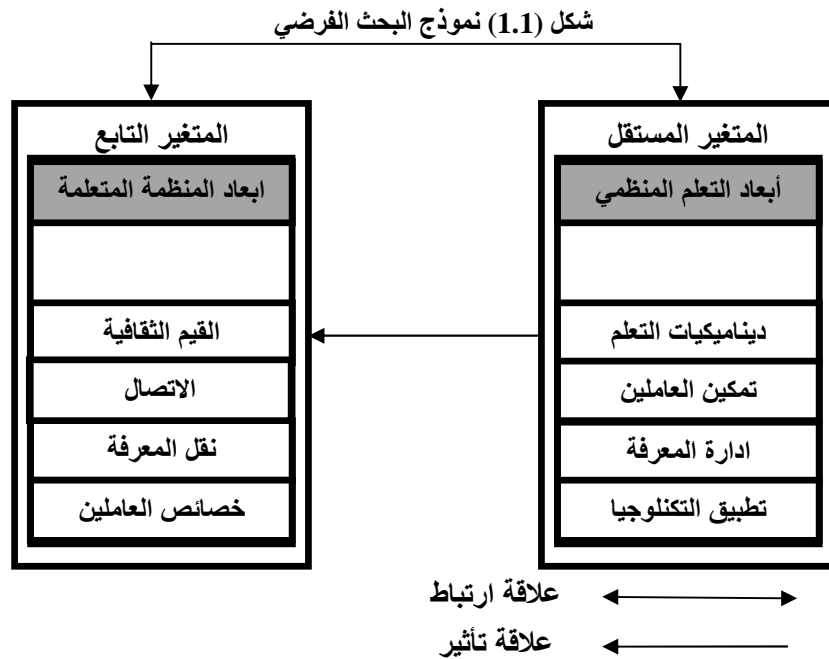 شكل (1.1) نموذج البحث الفرضي
المتغير المستقل
أبعاد التعلم المنظمي
ديناميكيات التعلم
تمكين العاملين
ادارة المعرفة
تطبيق التكنلوجيا
المتغير التابع
ابعاد المنظمة المتعلمة
القيم الثقافية
الاتصال
نقل المعرفة
خصائص العاملين
علاقة ارتباط
علاقة تأثير